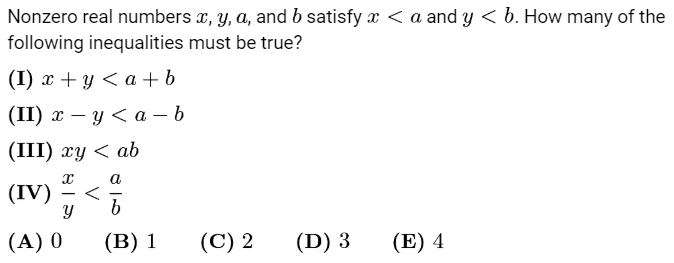 Nonzero real numbers x, y, a, and b satisfy x < a and y < b. How many of the
following inequalities must be true?
(I) x + y < a + b
(II) x − y < a − b
(III) xy < ab
(IV) x/y < a/b
(A) 0 (B) 1 (C) 2 (D) 3 (E) 4